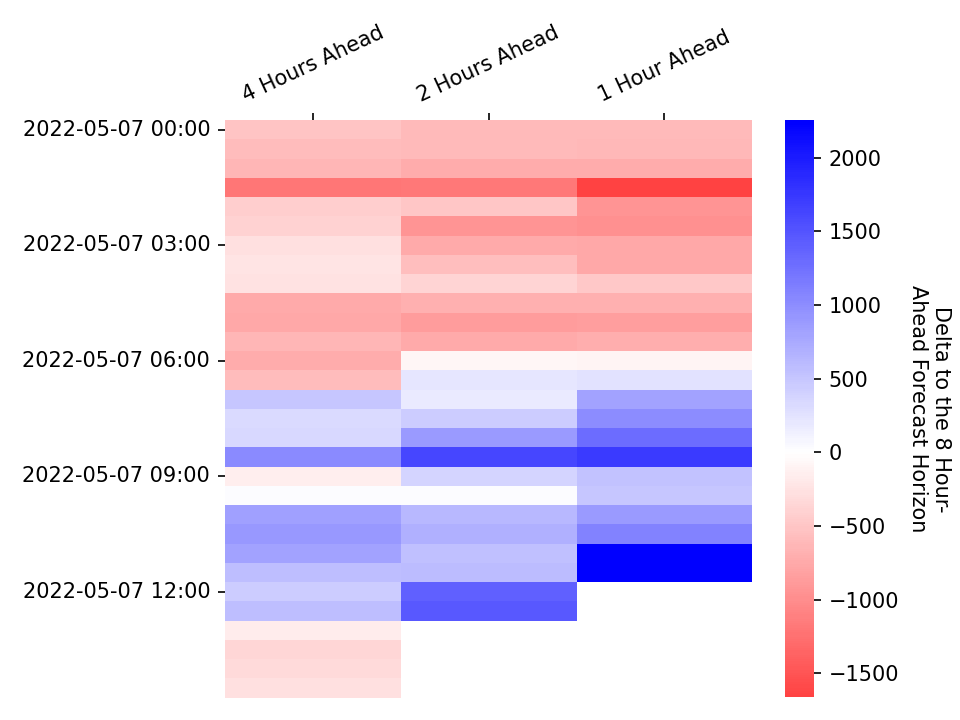 4 Hours Ahead
2 Hours Ahead
1 Hour Ahead
2022-05-07 00:00
2022-05-07 03:00
2022-05-07 06:00
2022-05-07 09:00
2022-05-07 12:00
2000
1500
1000
500
0
−500
−1000
−1500
Delta to the 8 Hour-
Ahead Forecast Horizon